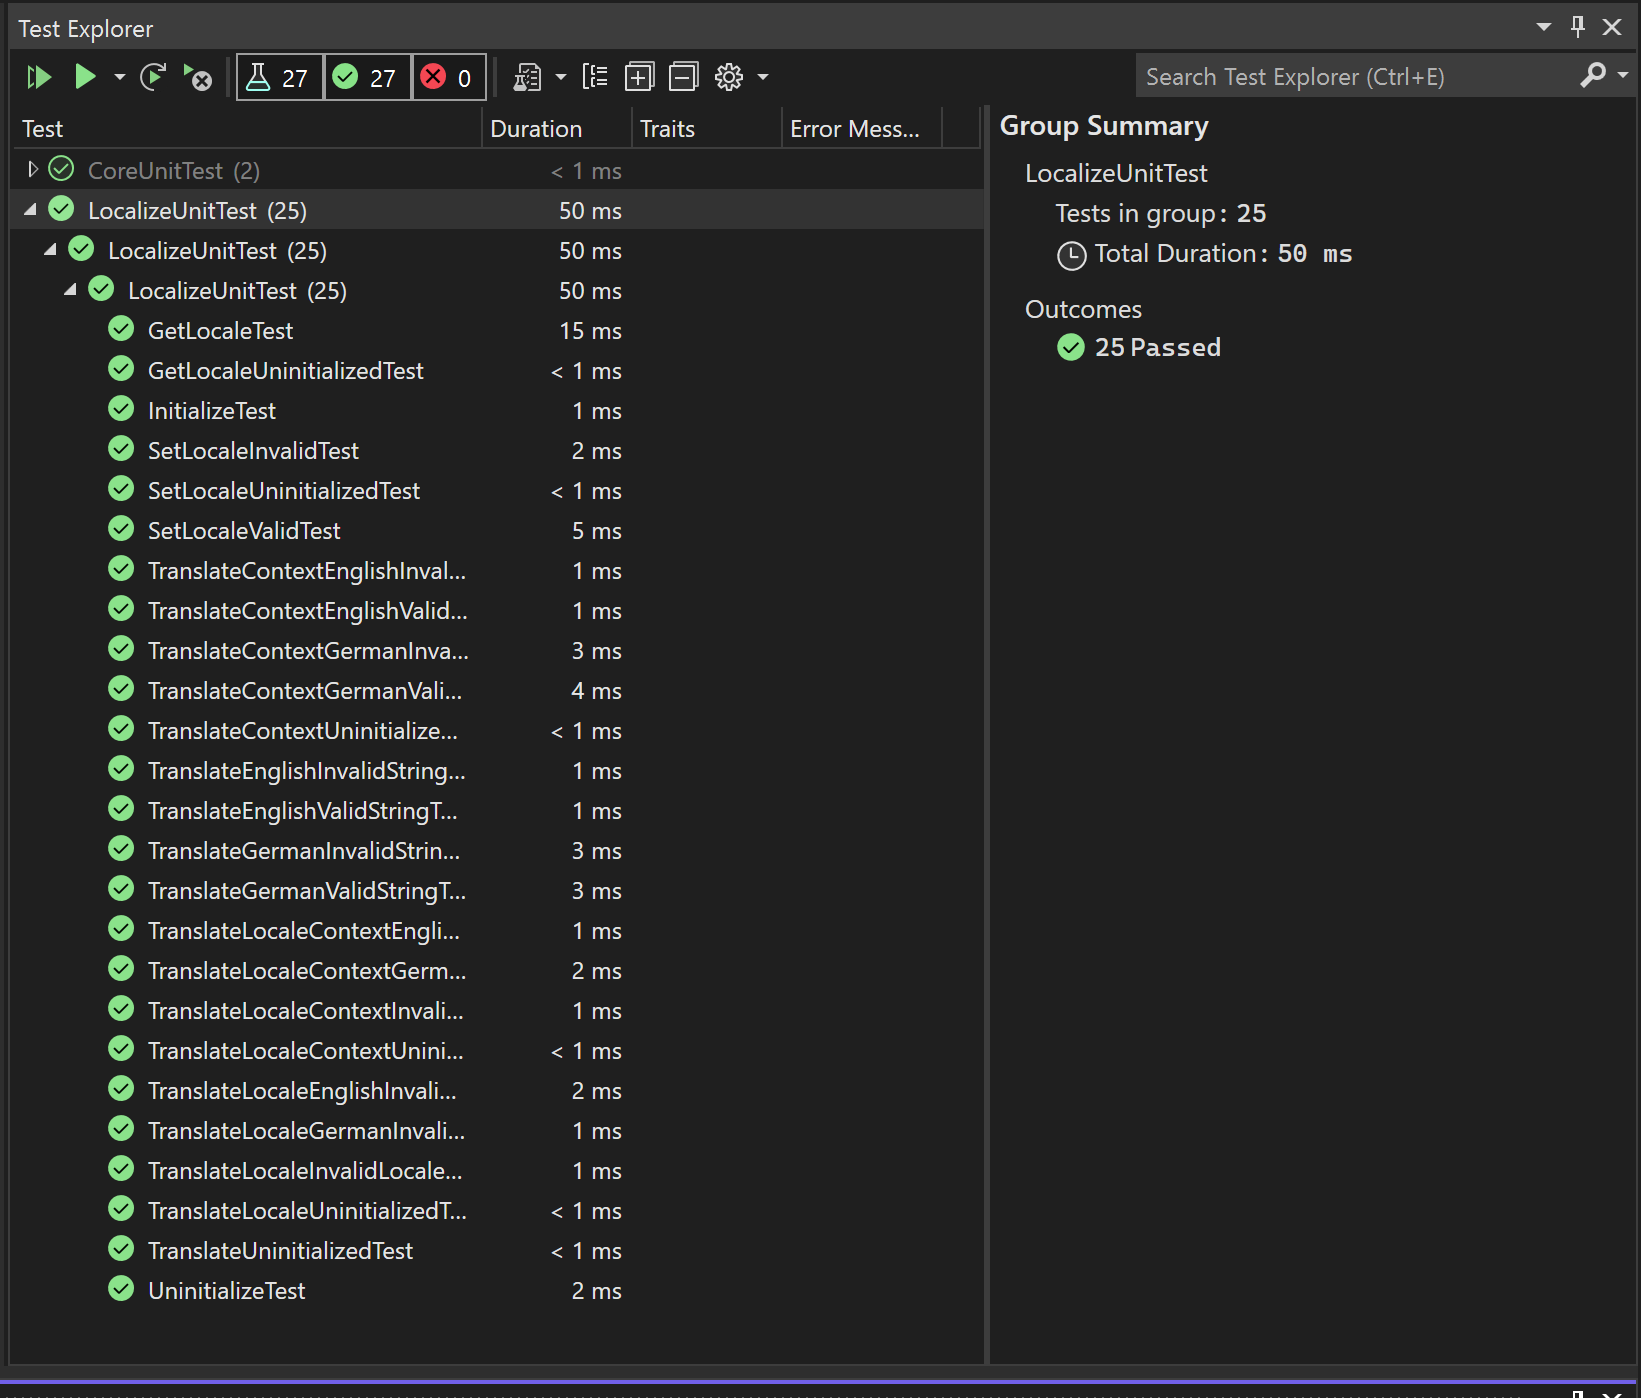 Test Explorer
27 27 0
Search Test Explorer (Ctrl+E)
Test Duration Traits Error Mess...
CoreUnitTest (2) < 1 ms
LocalizeUnitTest (25) 50 ms
LocalizeUnitTest (25) 50 ms
LocalizeUnitTest (25) 50 ms
GetLocaleTest 15 ms
GetLocaleUninitializedTest < 1 ms
InitializeTest 1 ms
SetLocaleInvalidTest 2 ms
SetLocaleUninitializedTest < 1 ms
SetLocaleValidTest 5 ms
TranslateContextEnglishInval... 1 ms
TranslateContextEnglishValid... 1 ms
TranslateContextGermanInva... 3 ms
TranslateContextGermanVali... 4 ms
TranslateContextUninitialize... < 1 ms
TranslateEnglishInvalidString... 1 ms
TranslateEnglishValidStringT... 1 ms
TranslateGermanInvalidStrin... 3 ms
TranslateGermanValidStringT... 3 ms
TranslateLocaleContextEngli... 1 ms
TranslateLocaleContextGerm... 2 ms
TranslateLocaleContextInvali... 1 ms
TranslateLocaleContextUnini... < 1 ms
TranslateLocaleEnglishInvali... 2 ms
TranslateLocaleGermanInvali... 1 ms
TranslateLocaleInvalidLocale... 1 ms
TranslateLocaleUninitializedT... < 1 ms
TranslateUninitializedTest < 1 ms
UninitializeTest 2 ms
Group Summary
LocalizeUnitTest
Tests in group: 25
Total Duration: 50 ms
Outcomes
25 Passed